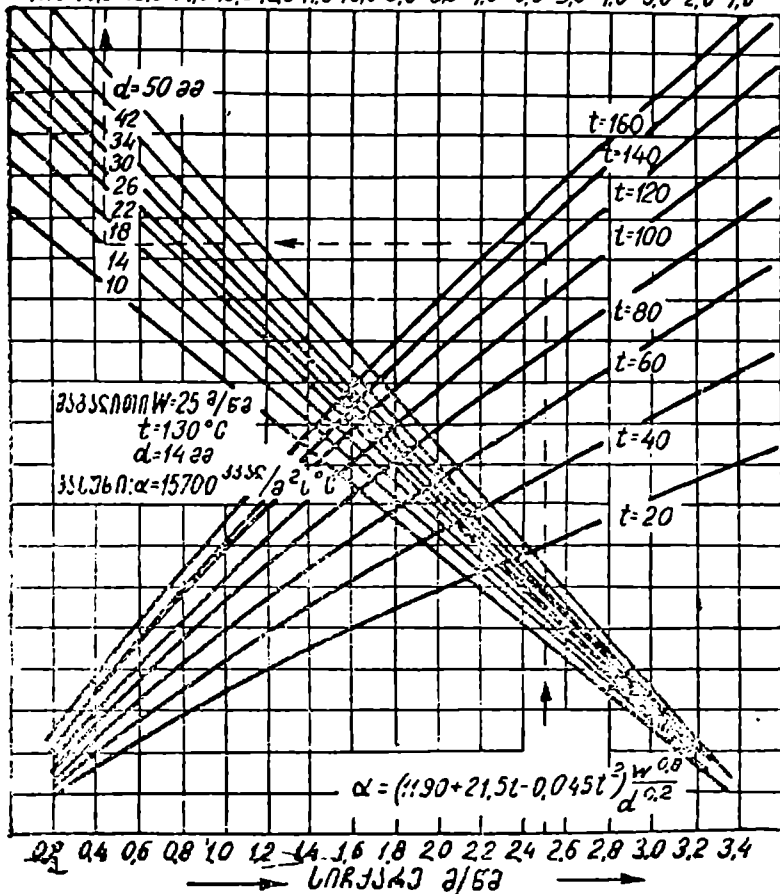 d=50 მმ
42
34
30
26
22
18
14
10
t=160
t=140
t=120
t=100
t=80
t=60
t=40
t=20
მაგალითი W=25 მ/წმ
t=130°C
d=14 მმ
პასუხი: α=15700 კკალ/მ²ს°C
α=(1190+21,5t-0,045t²) w^0,8/d^0,2
0,4 0,6 0,8 1,0 1,2 1,4 1,6 1,8 2,0 2,2 2,4 2,6 2,8 3,0 3,2 3,4
სიჩქარე მ/წმ